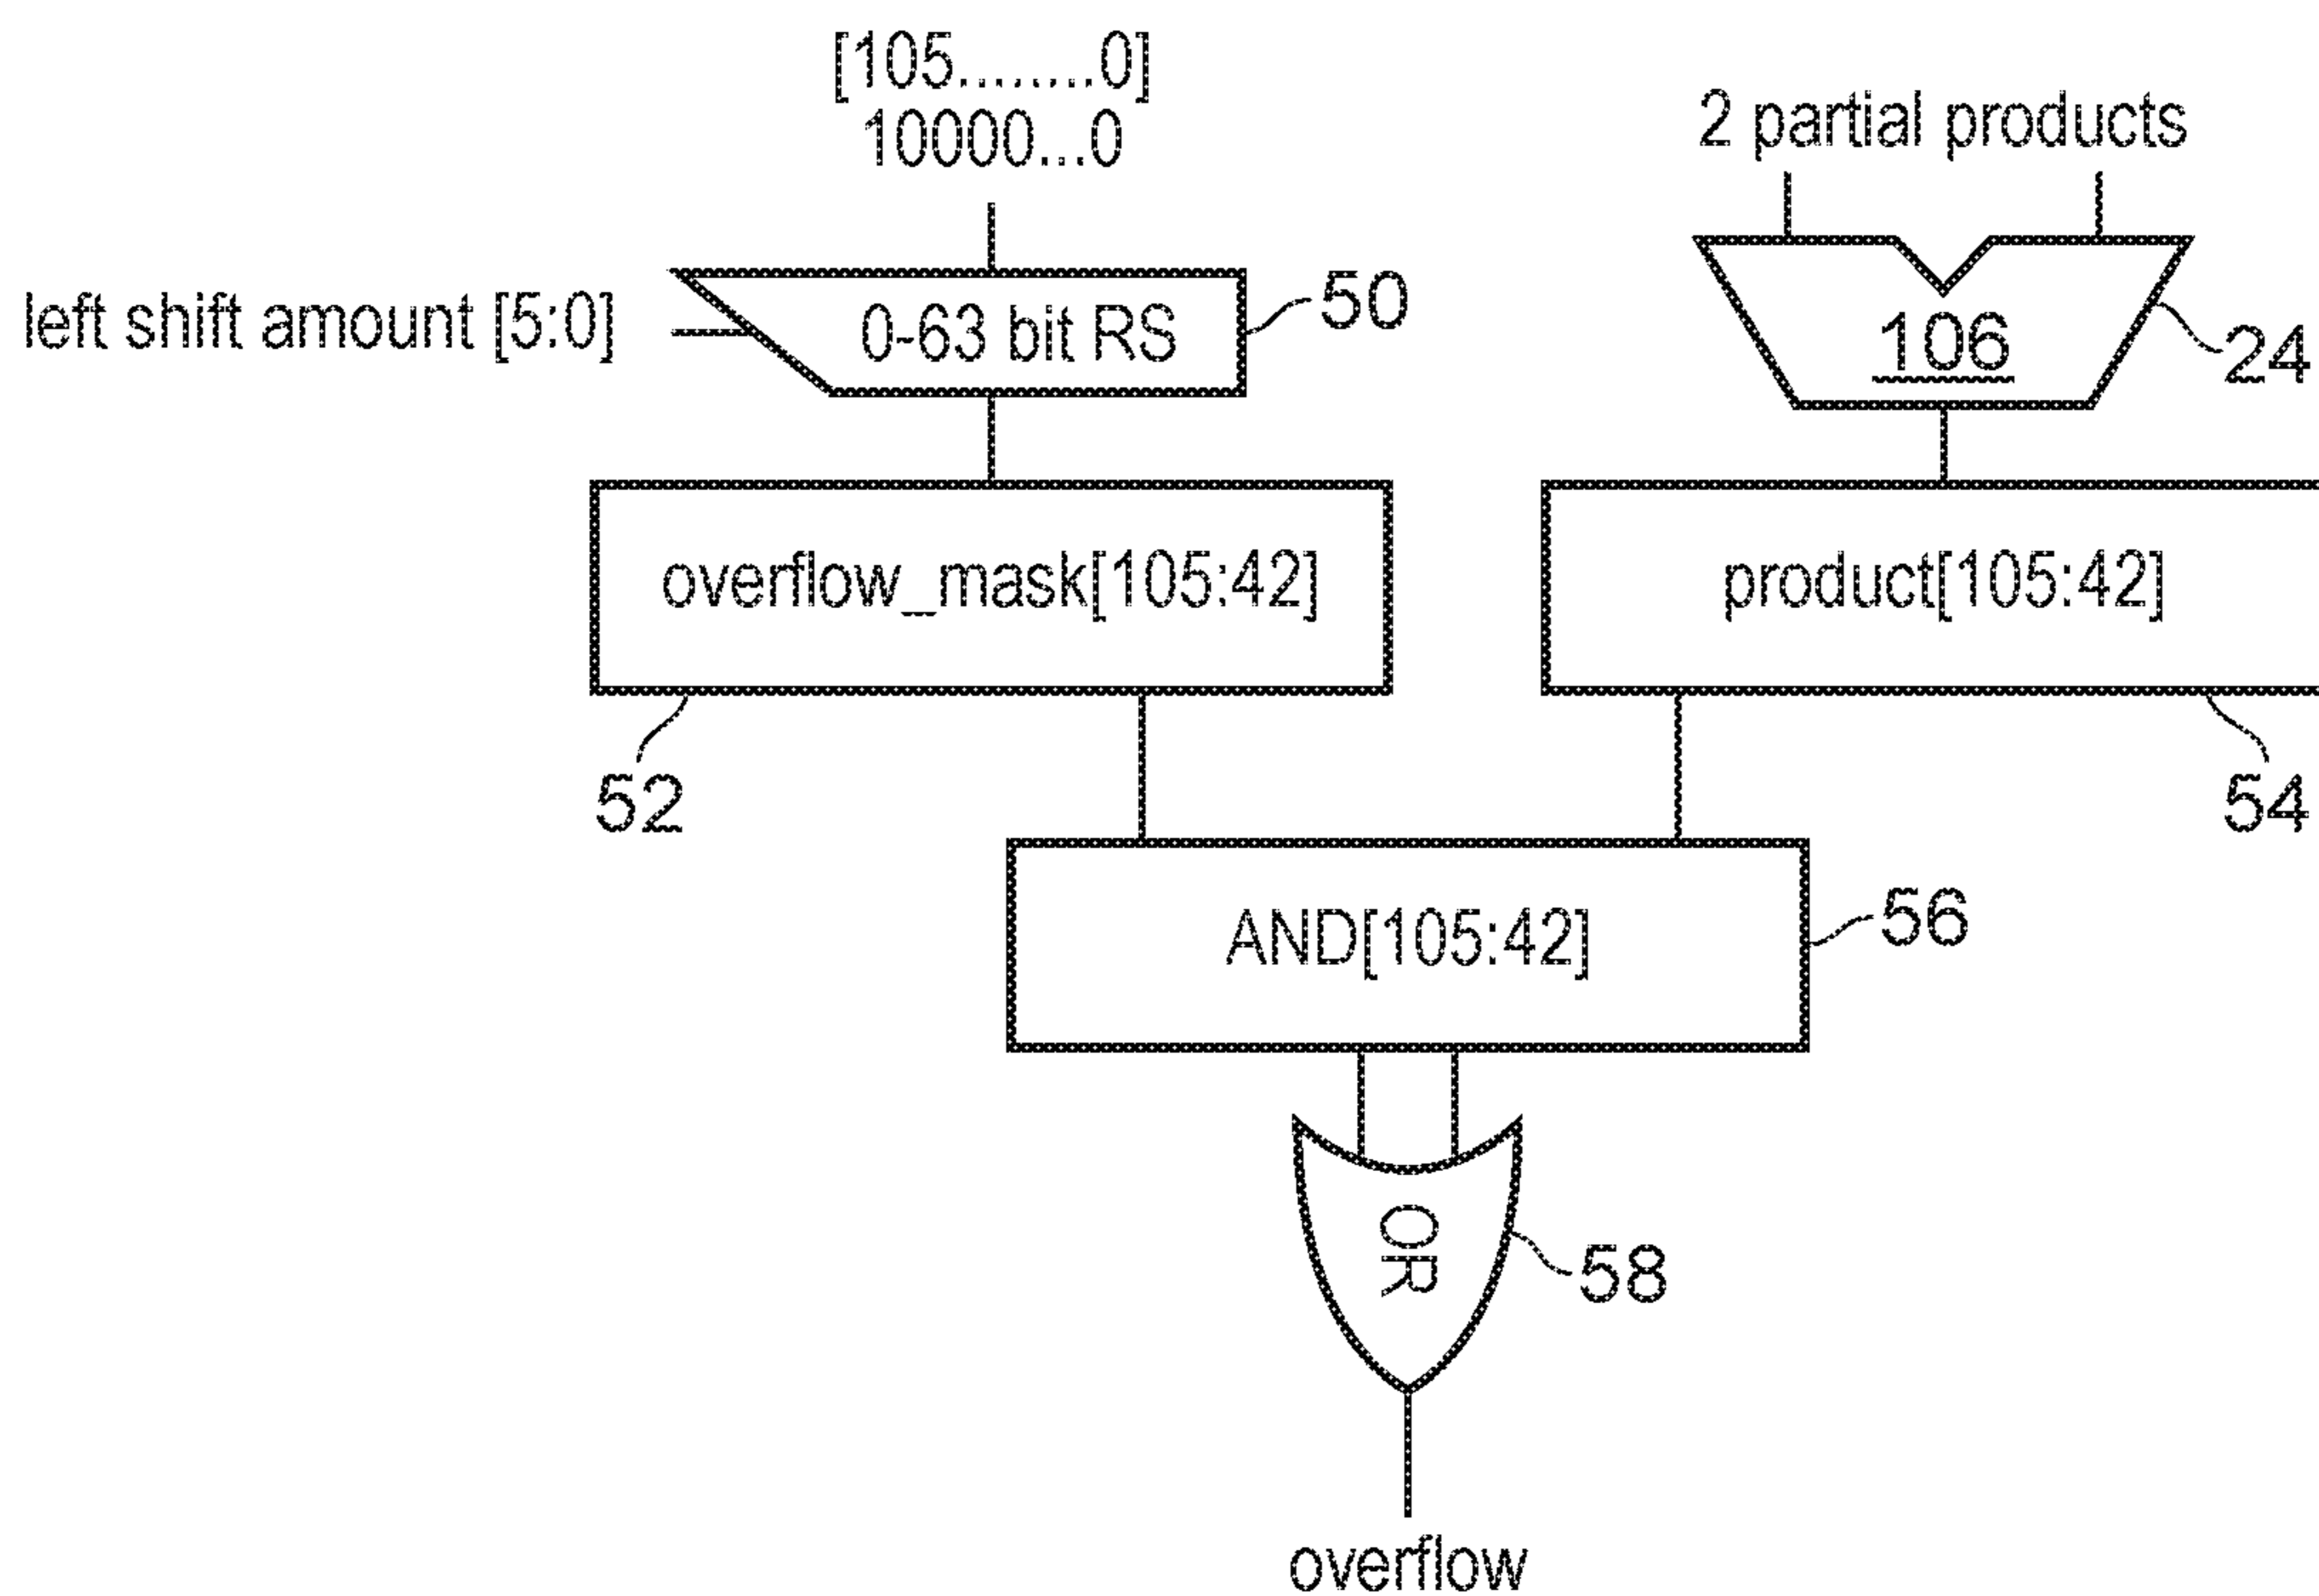 [105........0]
10000...0
2 partial products
left shift amount [5:0]
0-63 bit RS
50
106
24
overflow_mask[105:42]
product[105:42]
52
54
AND[105:42]
56
OR
58
overflow